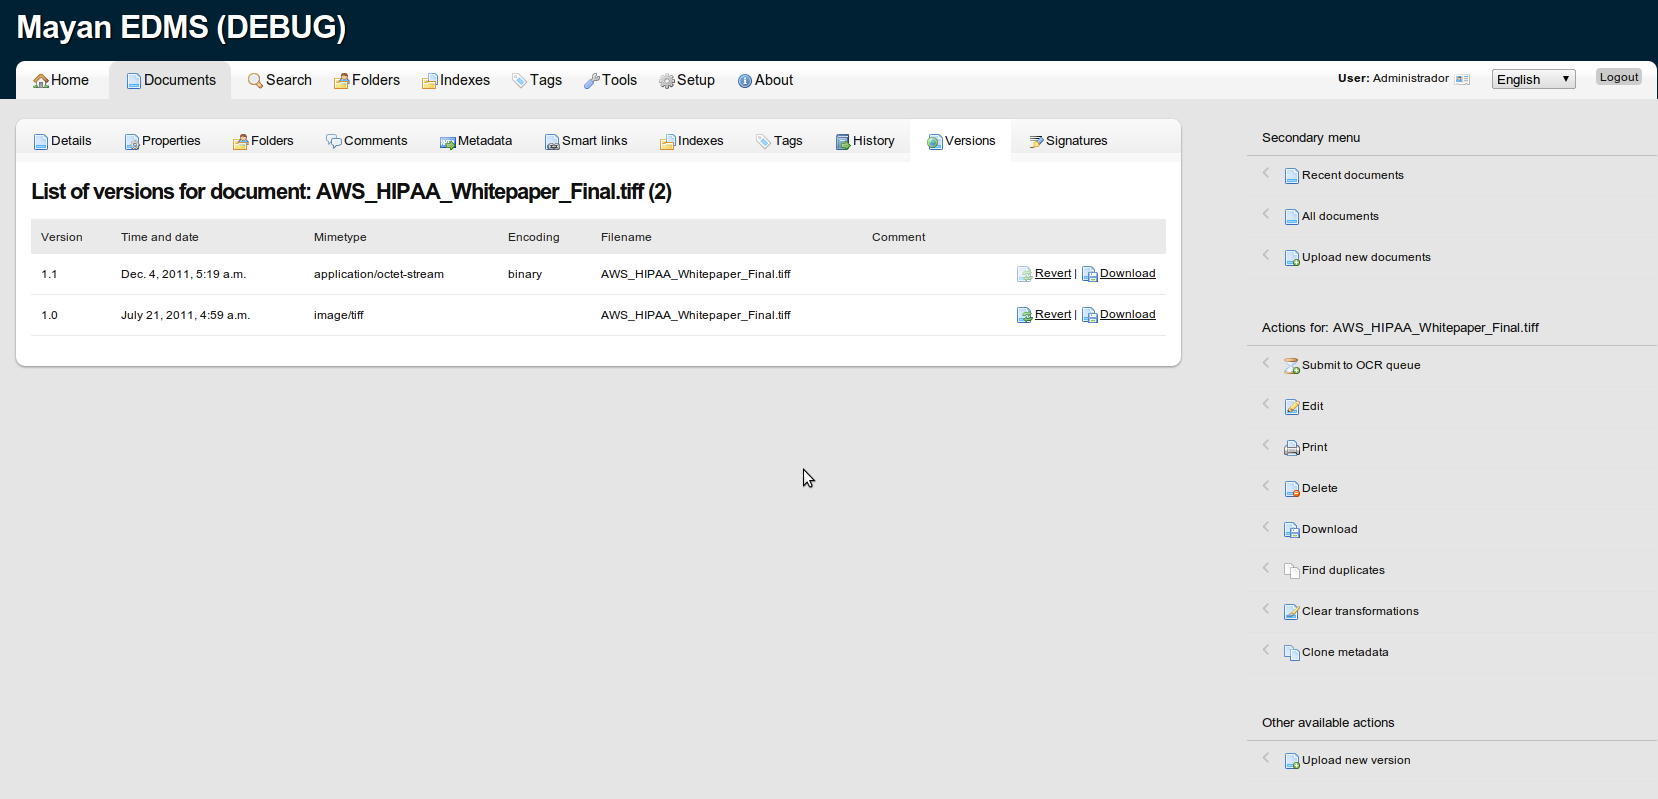 Mayan EDMS (DEBUG)
Home Documents Search Folders Indexes Tags Tools Setup About User: Administrador English Logout
Details Properties Folders Comments Metadata Smart links Indexes Tags History Versions Signatures
List of versions for document: AWS_HIPAA_Whitepaper_Final.tiff (2)
Version Time and date Mimetype Encoding Filename Comment
1.1 Dec. 4, 2011, 5:19 a.m. application/octet-stream binary AWS_HIPAA_Whitepaper_Final.tiff Revert | Download
1.0 July 21, 2011, 4:59 a.m. image/tiff AWS_HIPAA_Whitepaper_Final.tiff Revert | Download
Secondary menu
Recent documents
All documents
Upload new documents
Actions for: AWS_HIPAA_Whitepaper_Final.tiff
Submit to OCR queue
Edit
Print
Delete
Download
Find duplicates
Clear transformations
Clone metadata
Other available actions
Upload new version